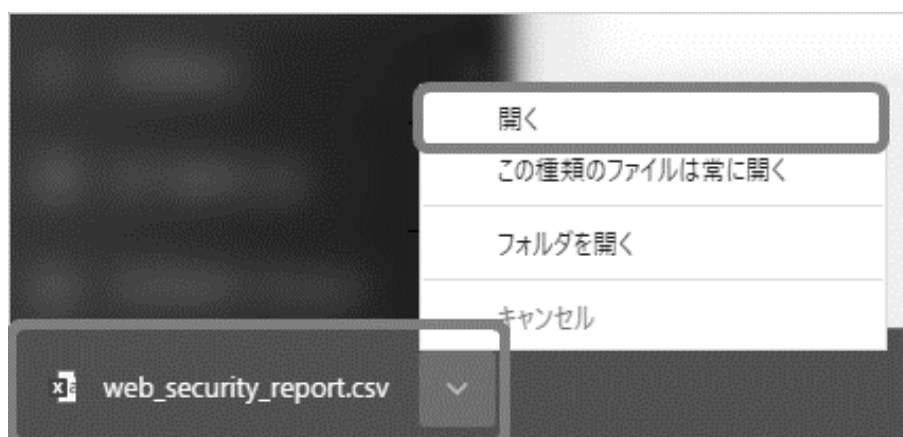 開く
この種類のファイルは常に開く
フォルダを開く
キャンセル
web_security_report.csv